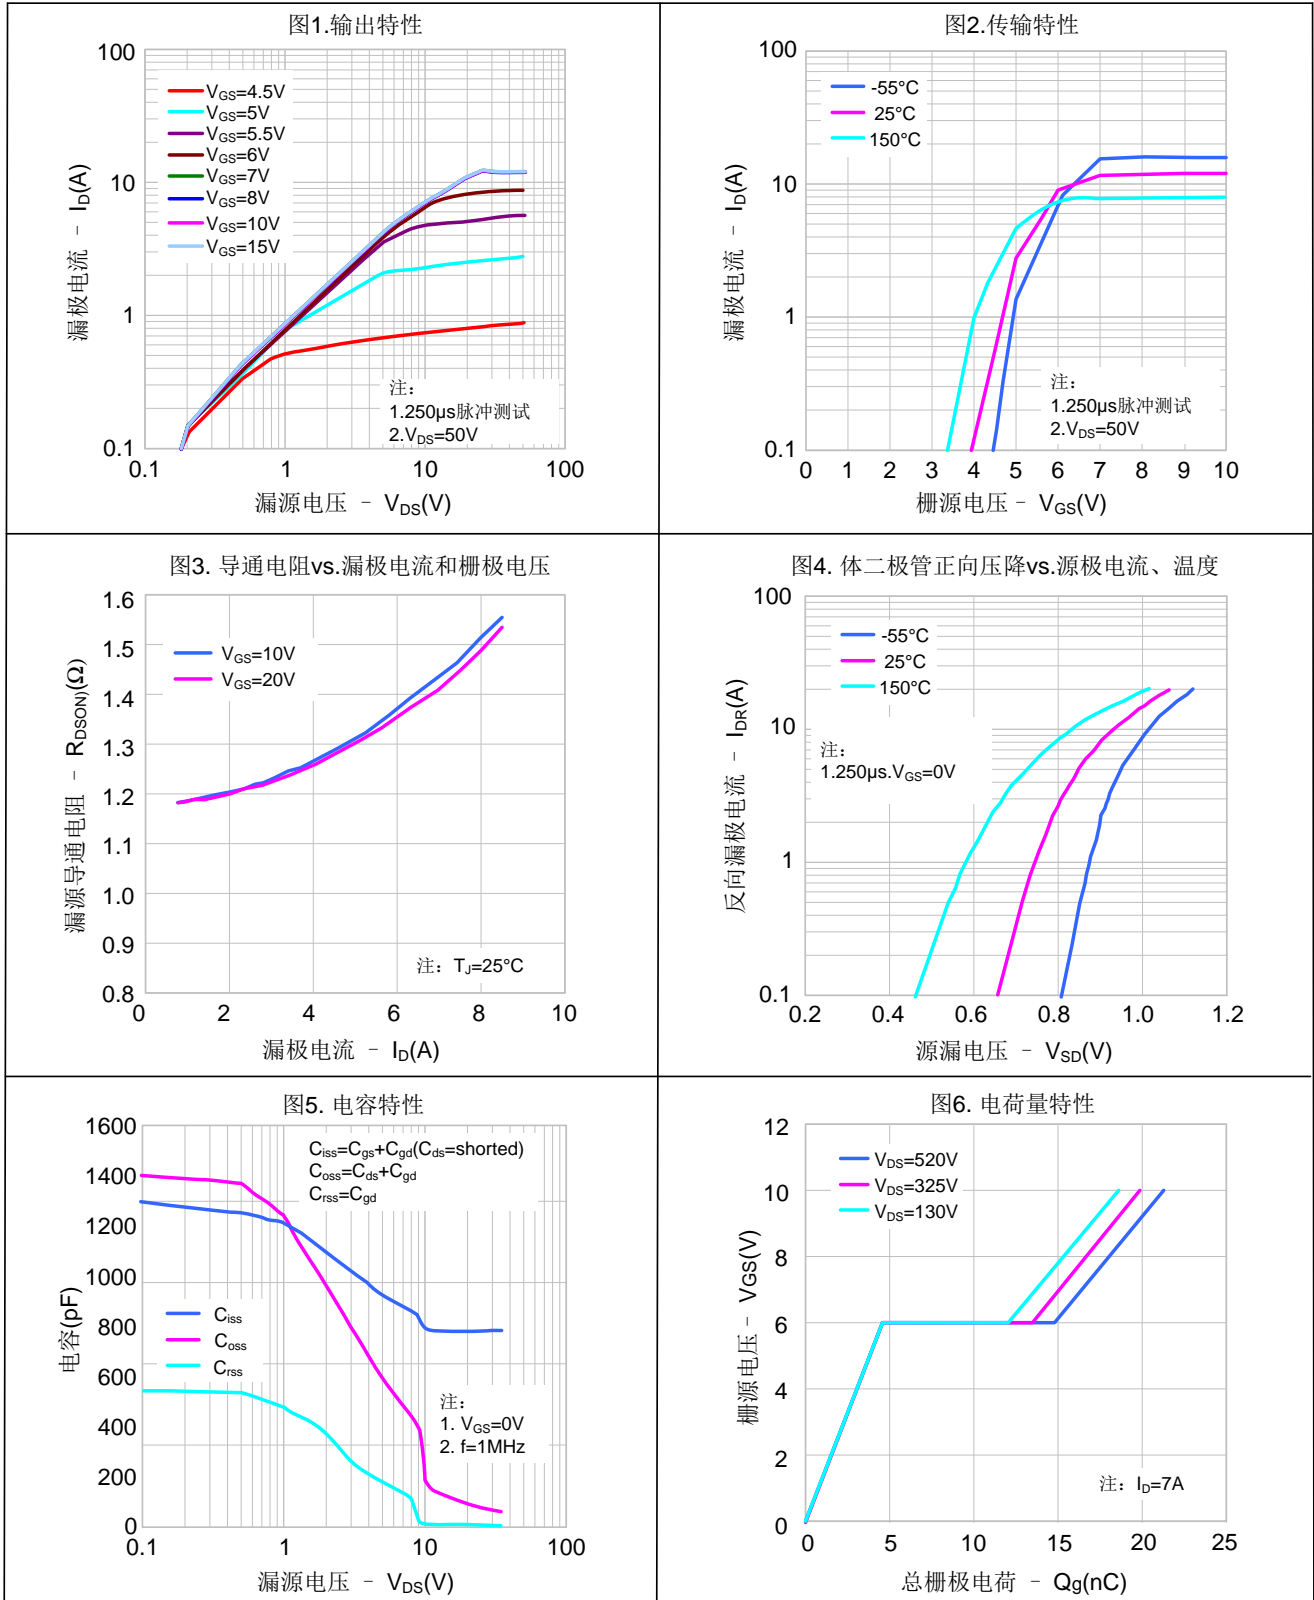 图1.输出特性
漏极电流 - ID(A)
100
10
1
0.1
VGS=4.5V
VGS=5V
VGS=5.5V
VGS=6V
VGS=7V
VGS=8V
VGS=10V
VGS=15V
注:
1.250μs脉冲测试
2.VDS=50V
0.1 1 10 100
漏源电压 - VDS(V)
图2.传输特性
漏极电流 - ID(A)
100
10
1
0.1
-55°C
25°C
150°C
注:
1.250μs脉冲测试
2.VDS=50V
0 1 2 3 4 5 6 7 8 9 10
栅源电压 - VGS(V)
图3. 导通电阻vs.漏极电流和栅极电压
漏源导通电阻 - RDSON)(Ω)
1.6
1.5
1.4
1.3
1.2
1.1
1.0
0.9
0.8
VGS=10V
VGS=20V
注: TJ=25°C
0 2 4 6 8 10
漏极电流 - ID(A)
图4. 体二极管正向压降vs.源极电流、温度
反向漏极电流 - IDR(A)
100
10
1
0.1
-55°C
25°C
150°C
注:
1.250μs.VGS=0V
0.2 0.4 0.6 0.8 1.0 1.2
源漏电压 - VSD(V)
图5. 电容特性
电容(pF)
1600
1400
1200
1000
800
600
400
200
0
Ciss=Cgs+Cgd(Cds=shorted)
Coss=Cds+Cgd
Crss=Cgd
Ciss
Coss
Crss
注:
1. VGS=0V
2. f=1MHz
0.1 1 10 100
漏源电压 - VDS(V)
图6. 电荷量特性
栅源电压 - VGS(V)
12
10
8
6
4
2
0
VDS=520V
VDS=325V
VDS=130V
注: ID=7A
0 5 10 15 20 25
总栅极电荷 - Qg(nC)